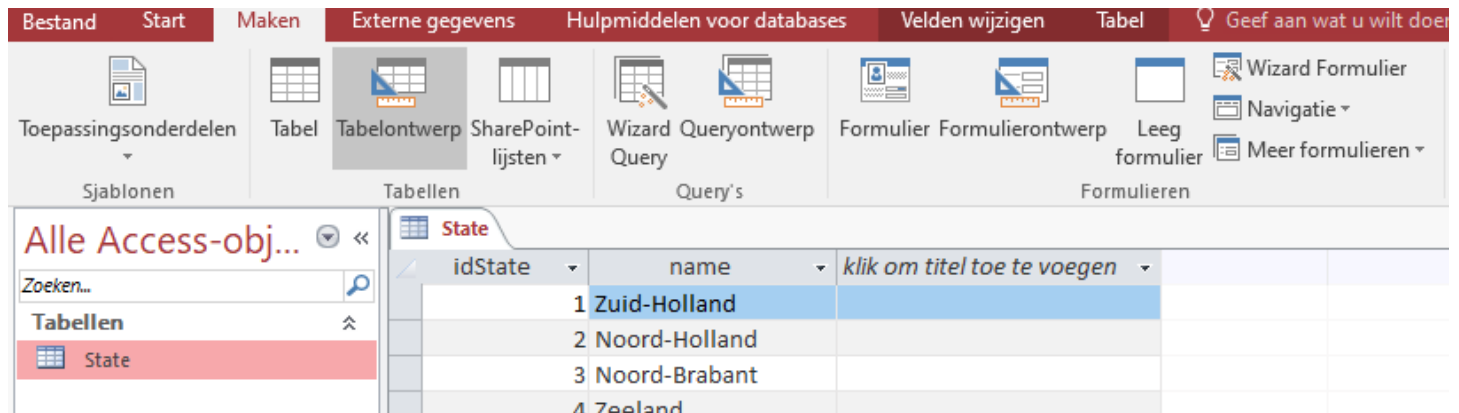 Bestand Start Maken Externe gegevens Hulpmiddelen voor databases Velden wijzigen Tabel Geef aan wat u wilt doen
Toepassingsonderdelen
Tabel
Tabelontwerp
SharePoint-
lijsten
Wizard
Query
Queryontwerp
Formulier
Formulierontwerp
Leeg
formulier
Wizard Formulier
Navigatie
Meer formulieren
Sjablonen Tabellen Query's Formulieren
Alle Access-obj...
Zoeken...
Tabellen
State
State
idState name klik om titel toe te voegen
1 Zuid-Holland
2 Noord-Holland
3 Noord-Brabant
4 Zeeland